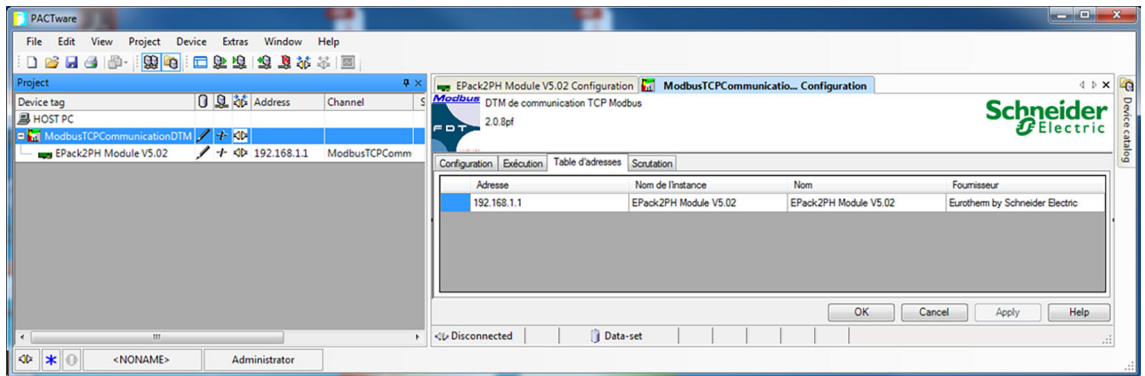 PACTware
File Edit View Project Device Extras Window Help
Project
Device tag Address Channel S
HOST PC
ModbusTCPCommunicationDTM
EPack2PH Module V5.02 192.168.1.1 ModbusTCPComm
EPack2PH Module V5.02 Configuration ModbusTCPCommunicatio... Configuration
Modbus
FDT
DTM de communication TCP Modbus
2.0.8pf
Schneider
Electric
Configuration Exécution Table d'adresses Scrutation
Adresse Nom de l'instance Nom Fournisseur
192.168.1.1 EPack2PH Module V5.02 EPack2PH Module V5.02 Eurotherm by Schneider Electric
OK Cancel Apply Help
Disconnected Data-set
Device catalog
<NONAME> Administrator